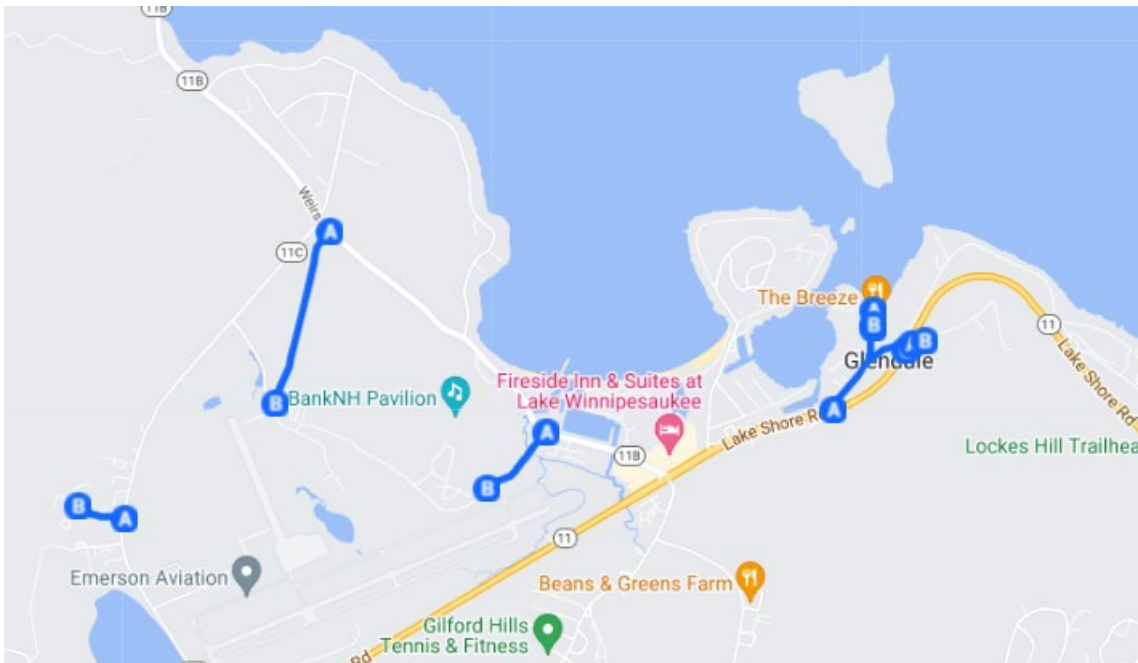 11B
11B
Weirs
11C
The Breeze
Glendale
11
Lake Shore Rd
BankNH Pavilion
Fireside Inn & Suites at
Lake Winnipesaukee
Lake Shore R
11B
Lockes Hill Trailhea
11
Emerson Aviation
Beans & Greens Farm
Gilford Hills
Tennis & Fitness
Rd
A
B
A
B
A
B
B
B
A
B
A